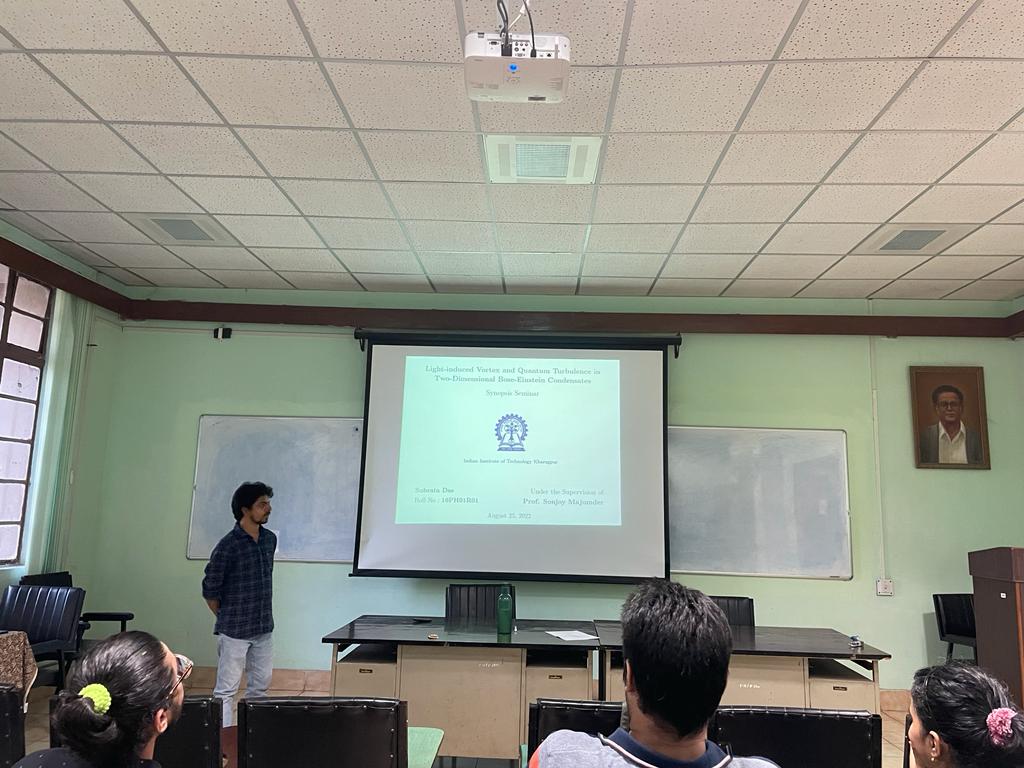 Light-induced Vortex and Quantum Turbulence in
Two-Dimensional Bose-Einstein Condensates
Synopsis Seminar
Indian Institute of Technology Kharagpur
Subrata Das
Roll No : 16PH91R01
Under the Supervision of
Prof. Sonjoy Majumder
August 25, 2022